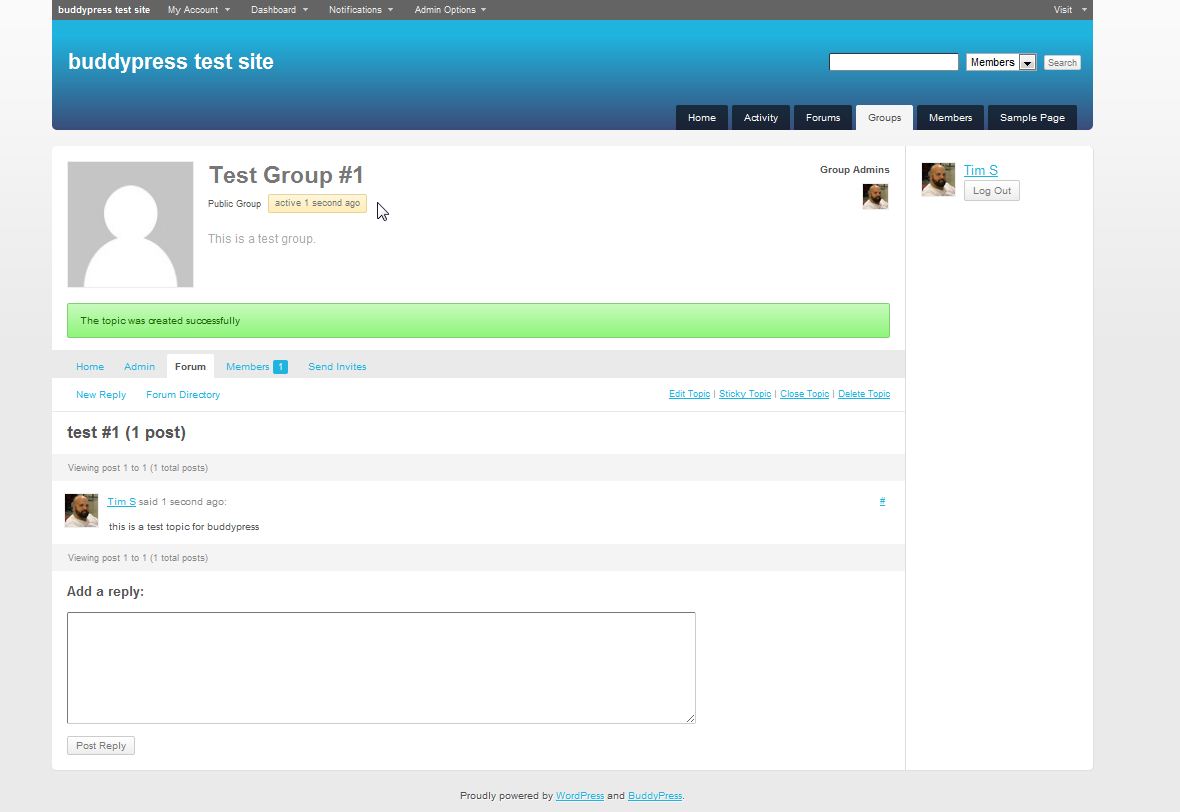 buddypress test site My Account Dashboard Notifications Admin Options Visit
buddypress test site
Members Search
Home Activity Forums Groups Members Sample Page
Test Group #1
Group Admins
Tim S
Public Group active 1 second ago
Log Out
This is a test group.
The topic was created successfully
Home Admin Forum Members 1 Send Invites
New Reply Forum Directory Edit Topic | Sticky Topic | Close Topic | Delete Topic
test #1 (1 post)
Viewing post 1 to 1 (1 total posts)
Tim S said 1 second ago: #
this is a test topic for buddypress
Viewing post 1 to 1 (1 total posts)
Add a reply:
Post Reply
Proudly powered by WordPress and BuddyPress.